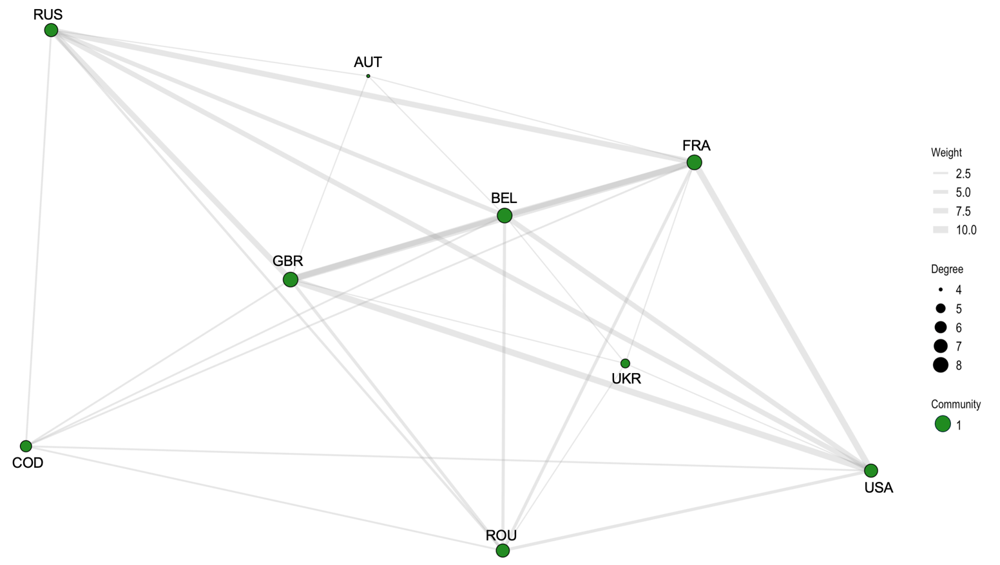 RUS
AUT
FRA
BEL
GBR
UKR
COD
USA
ROU
Weight
2.5
5.0
7.5
10.0
Degree
4
5
6
7
8
Community
1